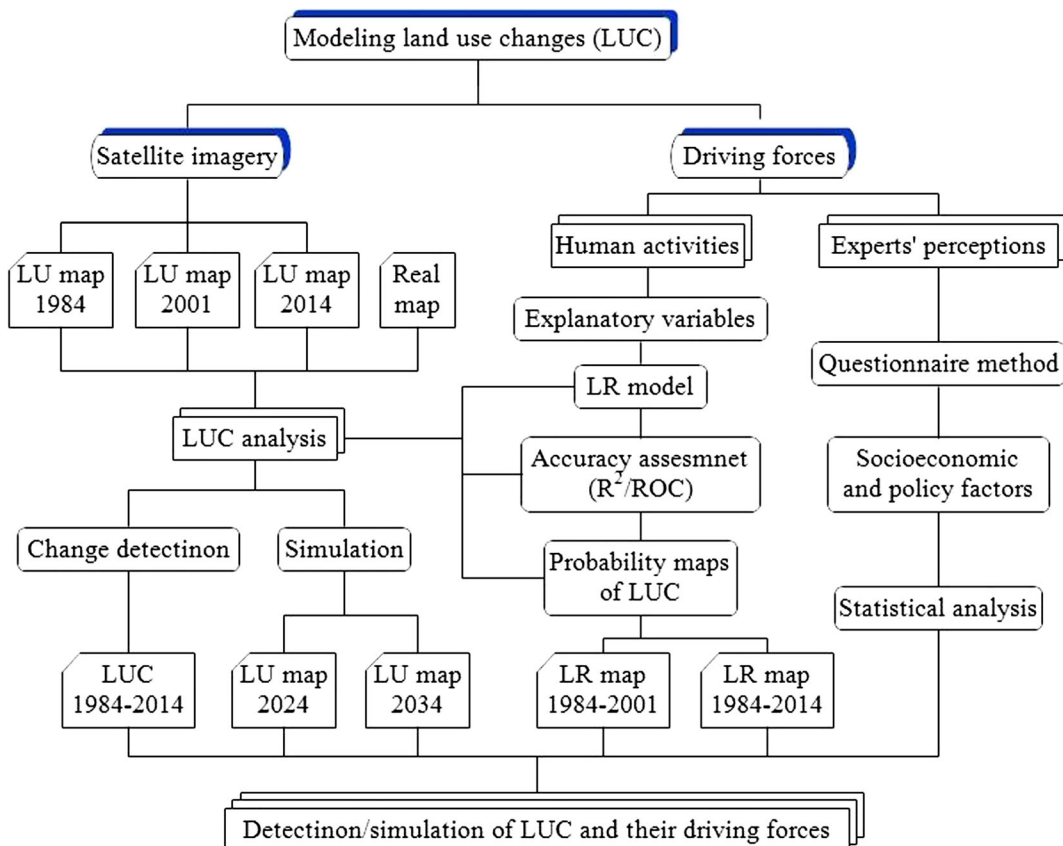 Modeling land use changes (LUC)
Satellite imagery
Driving forces
Human activities
Experts' perceptions
LU map
1984
LU map
2001
LU map
2014
Real
map
Explanatory variables
Questionnaire method
LR model
LUC analysis
Accuracy assesmnet
(R²/ROC)
Socioeconomic
and policy factors
Change detectinon
Simulation
Probability maps
of LUC
Statistical analysis
LUC
1984-2014
LU map
2024
LU map
2034
LR map
1984-2001
LR map
1984-2014
Detectinon/simulation of LUC and their driving forces